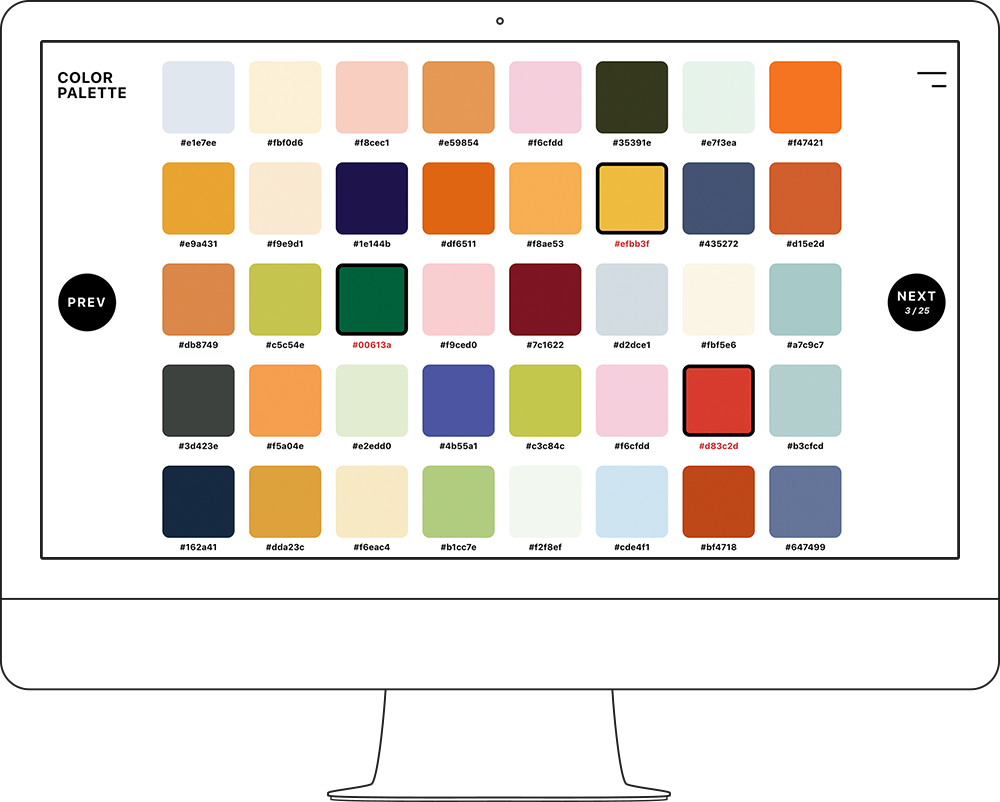 COLOR
PALETTE
#e1e7ee #fbf0d6 #f8cec1 #e59854 #f6cfdd #35391e #e7f3ea #f47421
#e9a431 #f9e9d1 #1e144b #df6511 #f8ae53 #efbb3f #435272 #d15e2d
PREV
#db8749 #c5c54e #00613a #f9ced0 #7c1622 #d2dce1 #fbf5e6 #a7c9c7
NEXT
3 / 25
#3d423e #f5a04e #e2edd0 #4b55a1 #c3c84c #f6cfdd #d83c2d #b3cfcd
#162a41 #dda23c #f6eac4 #b1cc7e #f2f8ef #cde4f1 #bf4718 #647499